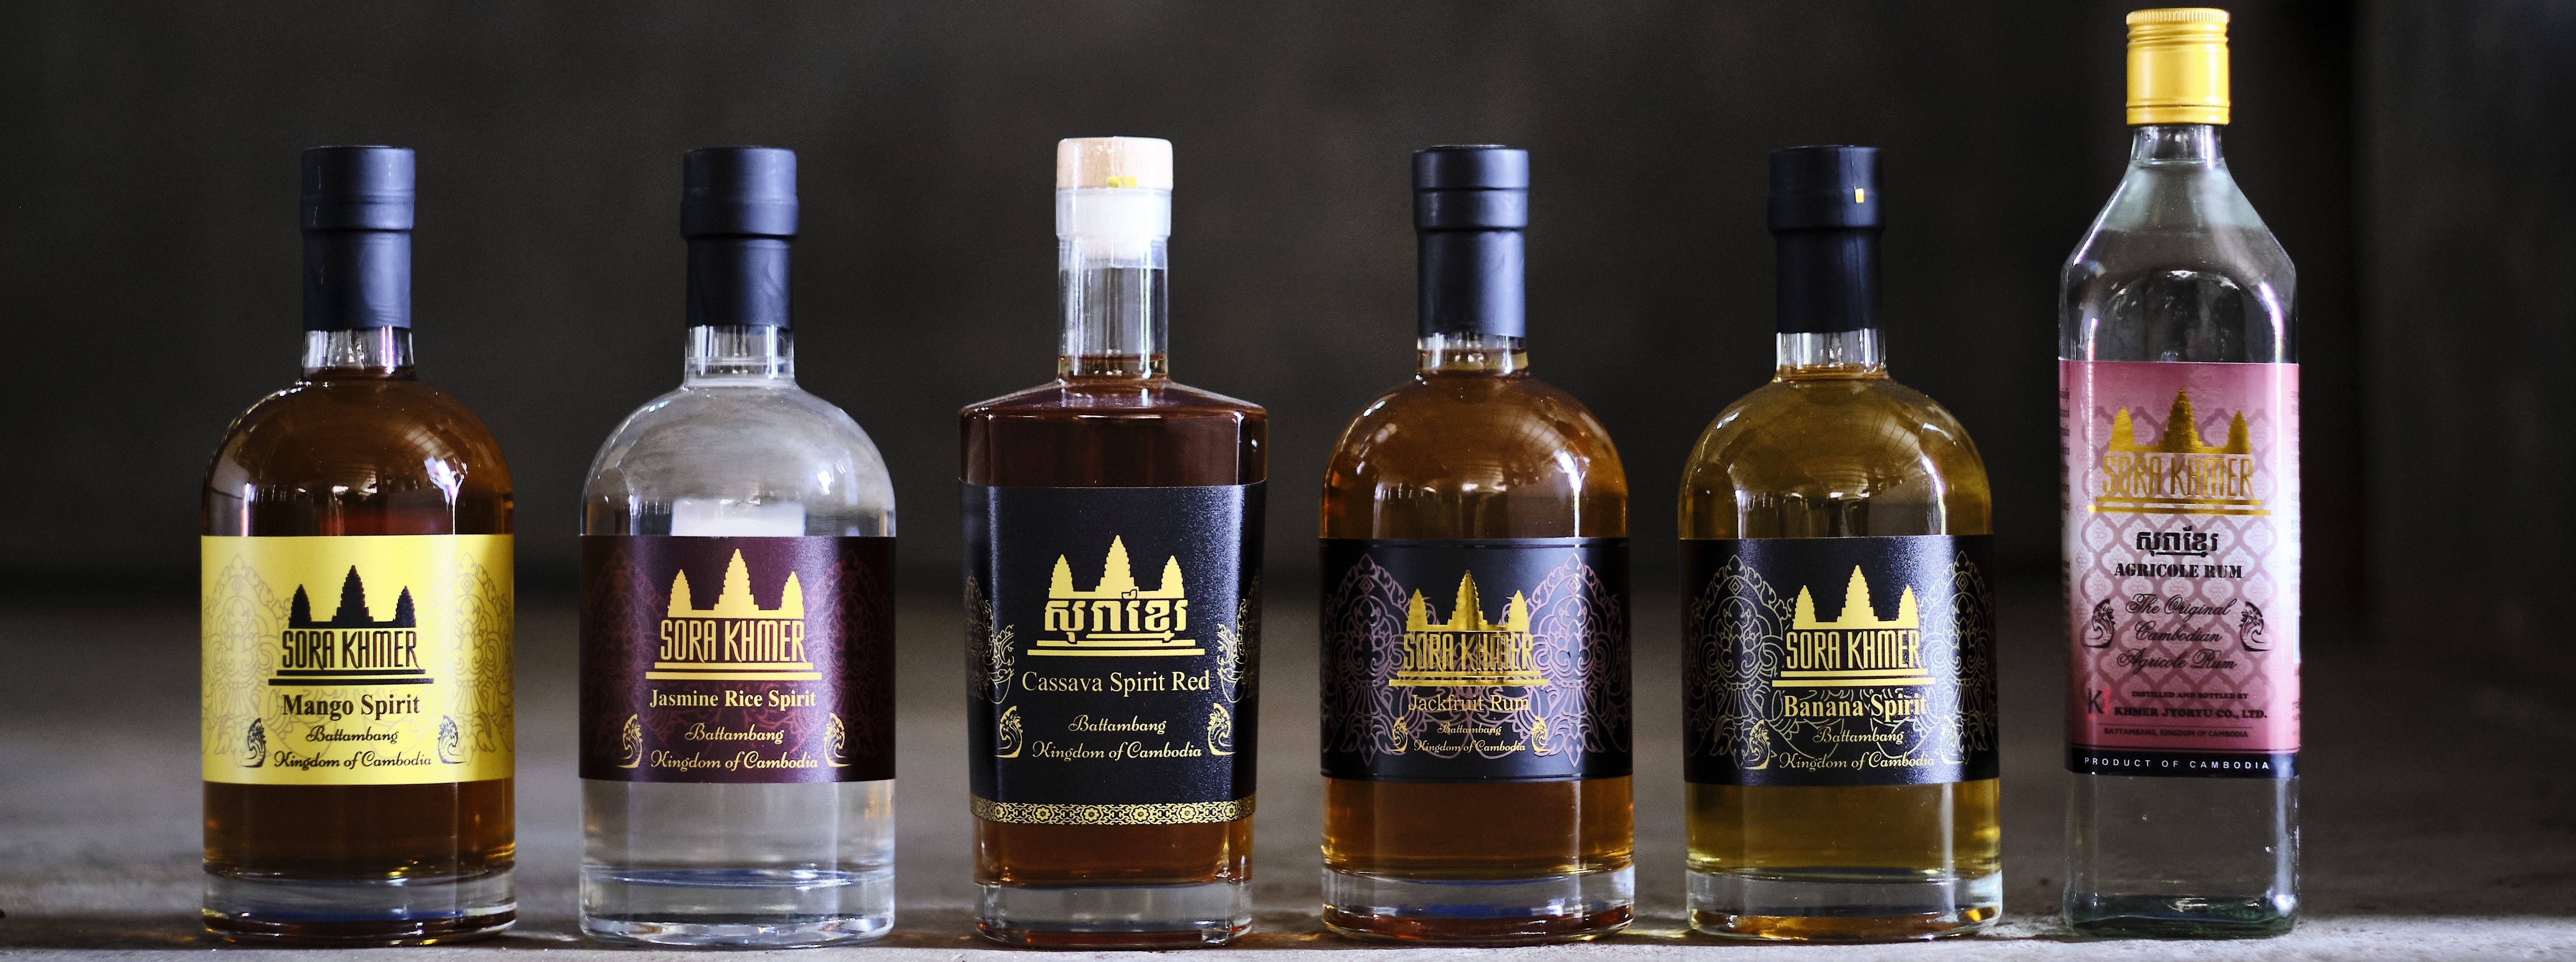 SORA KHMER
Mango Spirit
Battambang
Kingdom of Cambodia
SORA KHMER
Jasmine Rice Spirit
Battambang
Kingdom of Cambodia
សុរាខ្មែរ
Cassava Spirit Red
Battambang
Kingdom of Cambodia
SORA KHMER
Jackfruit Rum
Battambang
Kingdom of Cambodia
SORA KHMER
Banana Spirit
Battambang
Kingdom of Cambodia
SORA KHMER
សុរាខ្មែរ
AGRICOLE RUM
The Original
Cambodian
Agricole Rum
DISTILLED AND BOTTLED BY
KHMER JYORYU CO., LTD.
BATTAMBANG, KINGDOM OF CAMBODIA
PRODUCT OF CAMBODIA